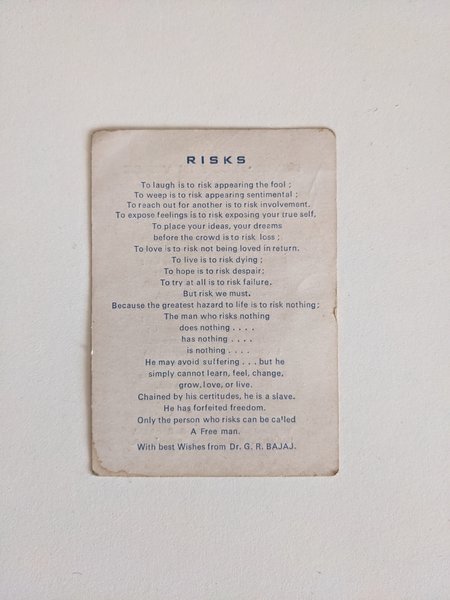 RISKS
To laugh is to risk appearing the fool ;
To weep is to risk appearing sentimental ;
To reach out for another is to risk involvement.
To expose feelings is to risk exposing your true self.
To place your ideas, your dreams
before the crowd is to risk loss ;
To love is to risk not being loved in return.
To live is to risk dying ;
To hope is to risk despair;
To try at all is to risk failure.
But risk we must.
Because the greatest hazard to life is to risk nothing ;
The man who risks nothing
does nothing . . . .
has nothing . . . .
is nothing . . . .
He may avoid suffering . . . but he
simply cannot learn, feel, change,
grow, love, or live.
Chained by his certitudes, he is a slave.
He has forfeited freedom.
Only the person who risks can be called
A Free man.
With best Wishes from Dr. G. R. BAJAJ.